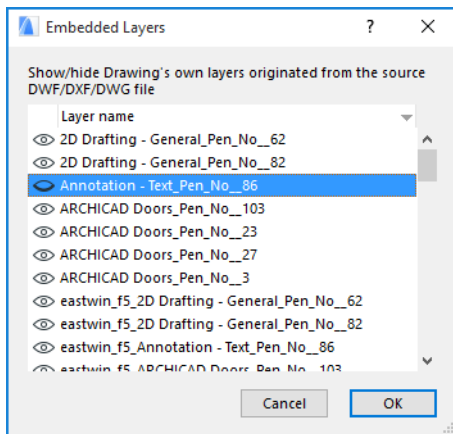 Embedded Layers
?
Show/hide Drawing's own layers originated from the source
DWF/DXF/DWG file
Layer name
2D Drafting - General_Pen_No__62
2D Drafting - General_Pen_No__82
Annotation - Text_Pen_No__86
ARCHICAD Doors_Pen_No__103
ARCHICAD Doors_Pen_No__23
ARCHICAD Doors_Pen_No__27
ARCHICAD Doors_Pen_No__3
eastwin_f5_2D Drafting - General_Pen_No__62
eastwin_f5_2D Drafting - General_Pen_No__82
eastwin_f5_Annotation - Text_Pen_No__86
eastwin_f5_ARCHICAD Doors_Pen_No__103
Cancel
OK